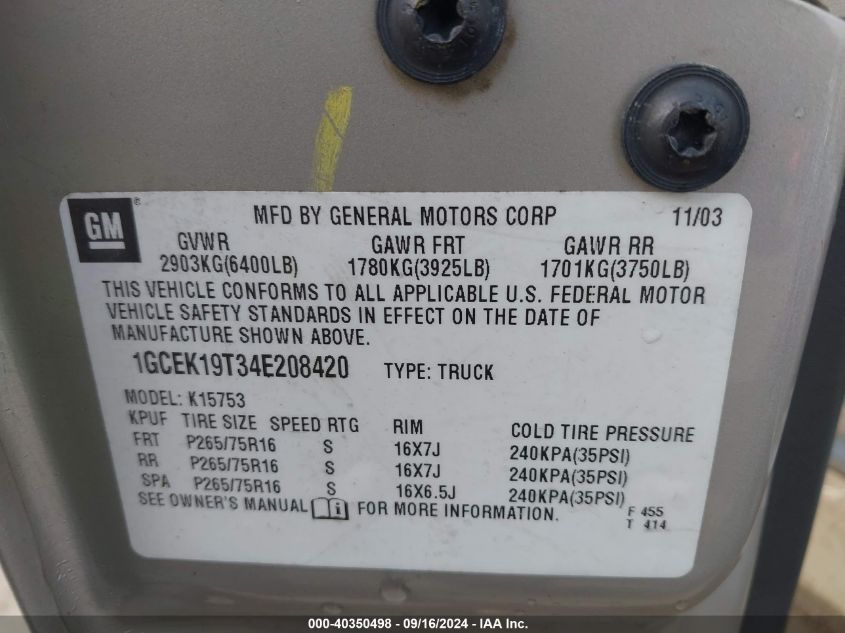 GM ®
MFD BY GENERAL MOTORS CORP 11/03
GVWR GAWR FRT GAWR RR
2903KG(6400LB) 1780KG(3925LB) 1701KG(3750LB)
THIS VEHICLE CONFORMS TO ALL APPLICABLE U.S. FEDERAL MOTOR
VEHICLE SAFETY STANDARDS IN EFFECT ON THE DATE OF
MANUFACTURE SHOWN ABOVE.
1GCEK19T34E208420 TYPE: TRUCK
MODEL: K15753
KPUF TIRE SIZE SPEED RTG RIM COLD TIRE PRESSURE
FRT P265/75R16 S 16X7J 240KPA(35PSI)
RR P265/75R16 S 16X7J 240KPA(35PSI)
SPA P265/75R16 S 16X6.5J 240KPA(35PSI)
SEE OWNER'S MANUAL i FOR MORE INFORMATION.
F 455
T 414
000-40350498 - 09/16/2024 - © IAA, Inc.